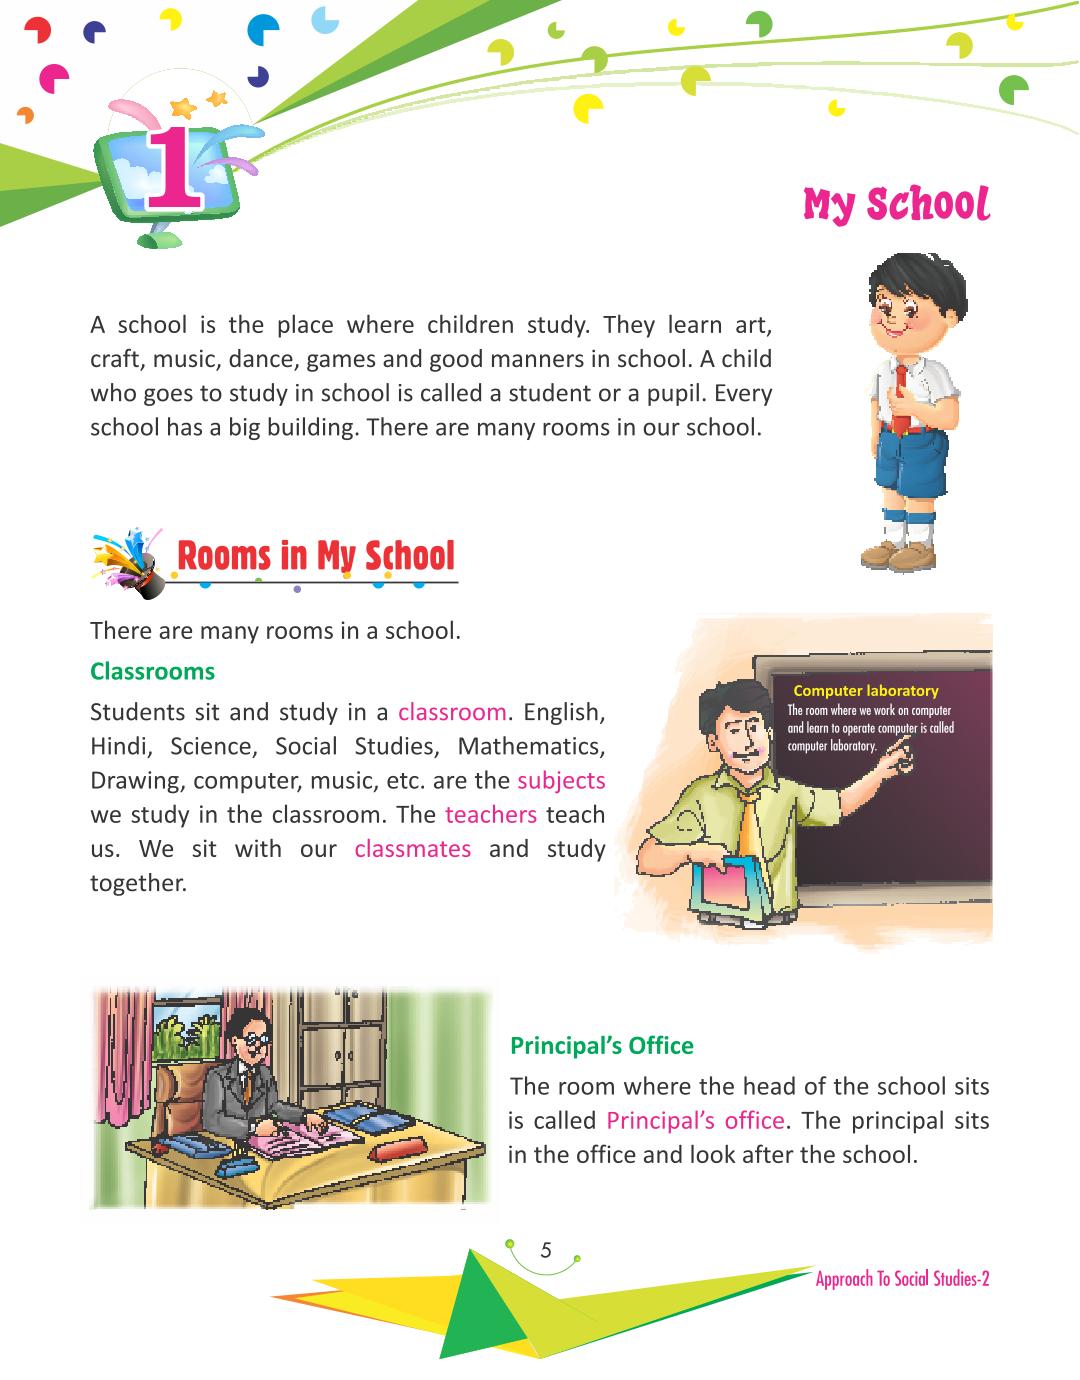 1
My School
A school is the place where children study. They learn art,
craft, music, dance, games and good manners in school. A child
who goes to study in school is called a student or a pupil. Every
school has a big building. There are many rooms in our school.
Rooms in My School
There are many rooms in a school.
Classrooms
Students sit and study in a classroom. English,
Hindi, Science, Social Studies, Mathematics,
Drawing, computer, music, etc. are the subjects
we study in the classroom. The teachers teach
us. We sit with our classmates and study
together.
Computer laboratory
The room where we work on computer
and learn to operate computer is called
computer laboratory.
Principal’s Office
The room where the head of the school sits
is called Principal’s office. The principal sits
in the office and look after the school.
5
Approach To Social Studies-2